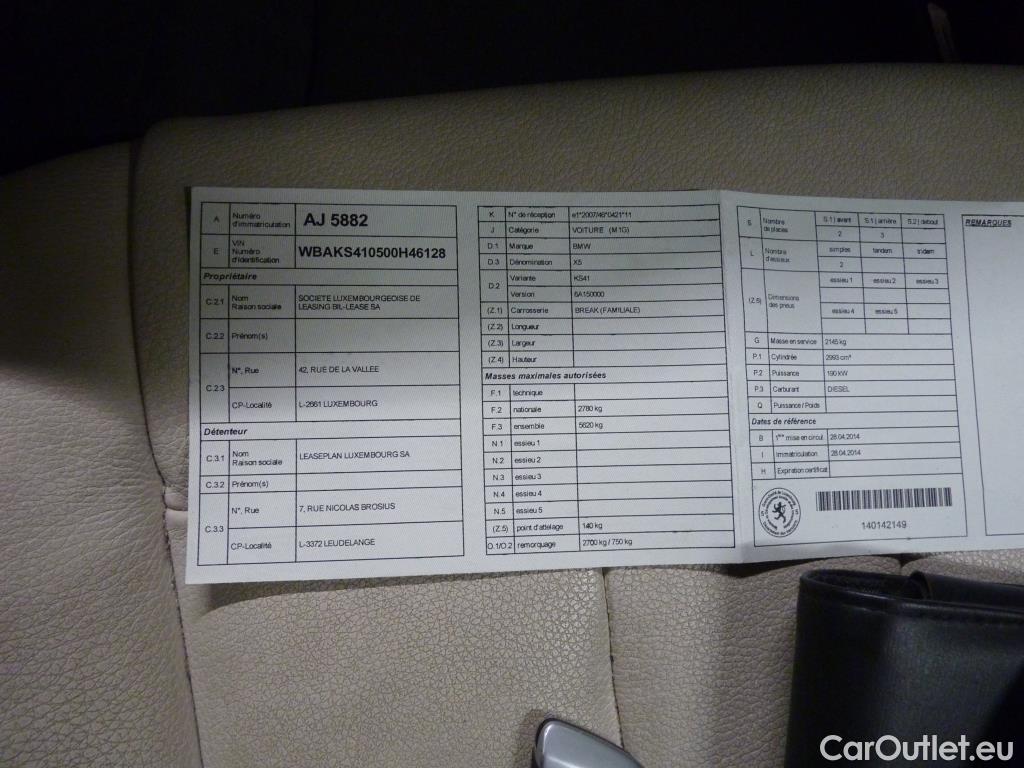 A Numéro d'immatriculation AJ 5882
E VIN Numéro d'identification WBAKS410500H46128
Propriétaire
C.2.1 Nom Raison sociale SOCIETE LUXEMBOURGEOISE DE LEASING BIL-LEASE SA
C.2.2 Prénom(s)
C.2.3 N°, Rue 42, RUE DE LA VALLEE
CP-Localité L-2661 LUXEMBOURG
Détenteur
C.3.1 Nom Raison sociale LEASEPLAN LUXEMBOURG SA
C.3.2 Prénom(s)
C.3.3 N°, Rue 7, RUE NICOLAS BROSIUS
CP-Localité L-3372 LEUDELANGE
K N° de réception e1*2007/46*0421*11
J Catégorie VOITURE (M1G)
D.1 Marque BMW
D.3 Dénomination X5
D.2 Variante KS41
Version 6A150000
(Z.1) Carrosserie BREAK (FAMILIALE)
(Z.2) Longueur
(Z.3) Largeur
(Z.4) Hauteur
Masses maximales autorisées
F.1 technique
F.2 nationale 2780 kg
F.3 ensemble 5620 kg
N.1 essieu 1
N.2 essieu 2
N.3 essieu 3
N.4 essieu 4
N.5 essieu 5
(Z.5) point d'attelage 140 kg
O.1/O.2 remorquage 2700 kg / 750 kg
S Nombre de places S.1 | avant S.1 | arrière S.2 | debout
2 3
L Nombre d'essieux simples tandem tridem
2
(Z.6) Dimensions des pneus essieu 1 essieu 2 essieu 3
essieu 4 essieu 5
G Masse en service 2145 kg
P.1 Cylindrée 2993 cm³
P.2 Puissance 190 kW
P.3 Carburant DIESEL
Q Puissance / Poids
Dates de référence
B 1ère mise en circul. 28.04.2014
I Immatriculation 28.04.2014
H Expiration certificat
140142149
REMARQUES
CarOutlet.eu